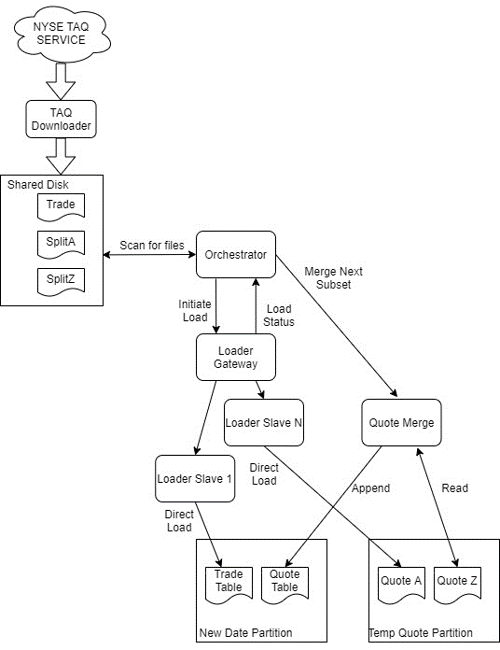 NYSE TAQ
SERVICE
TAQ
Downloader
Shared Disk
Trade
SplitA
SplitZ
Scan for files
Orchestrator
Merge Next
Subset
Initiate
Load
Load
Status
Loader
Gateway
Loader Slave N
Quote Merge
Loader Slave 1
Direct
Load
Append
Read
Direct
Load
Trade
Table
Quote
Table
Quote A
Quote Z
New Date Partition
Temp Quote Partition